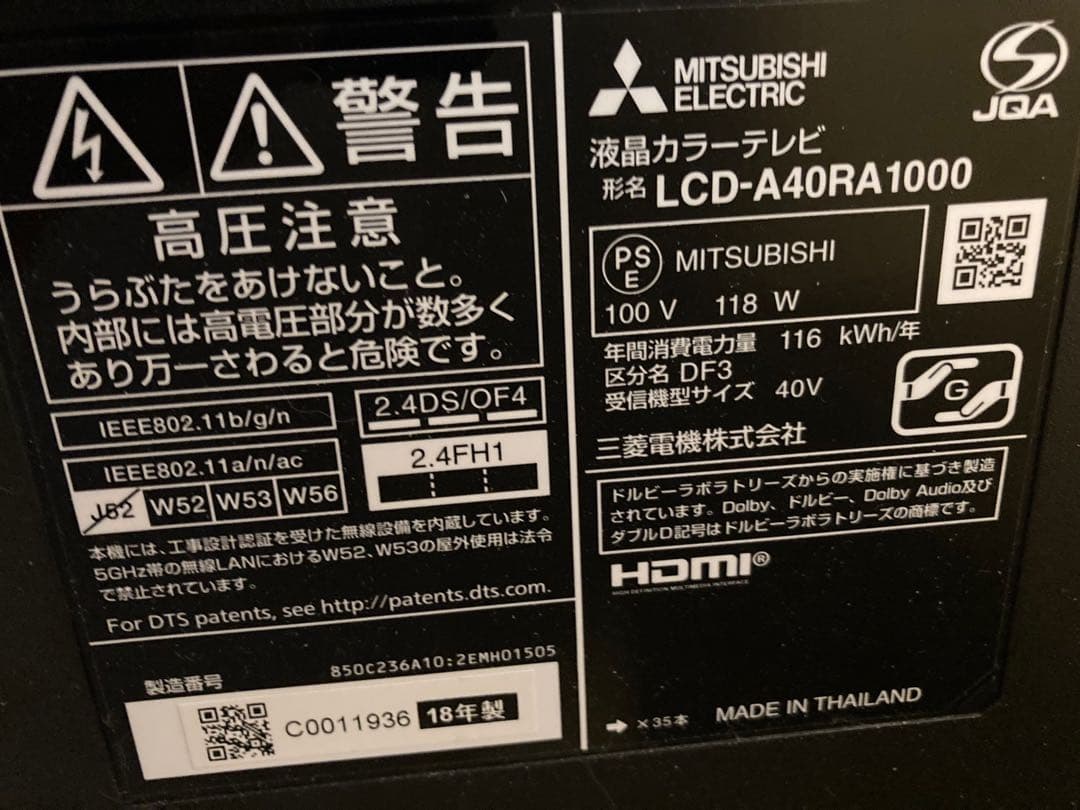 警告
高圧注意
うらぶたをあけないこと。
内部には高電圧部分が数多く
あり万一さわると危険です。
IEEE802.11b/g/n
2.4DS/OF4
IEEE802.11a/n/ac
2.4FH1
J52 W52 W53 W56
本機には、工事設計認証を受けた無線設備を内蔵しています。
5GHz帯の無線LANにおけるW52、W53の屋外使用は法令
で禁止されています。
For DTS patents, see http://patents.dts.com.
850C236A10:2EMH01505
製造番号
C0011936 18年製
MITSUBISHI
ELECTRIC
JQA
液晶カラーテレビ
形名 LCD-A40RA1000
PS
E
MITSUBISHI
100 V 118 W
年間消費電力量 116 kWh/年
区分名 DF3
受信機型サイズ 40V
G
三菱電機株式会社
ドルビーラボラトリーズからの実施権に基づき製造
されています。Dolby、ドルビー、Dolby Audio及び
ダブルD記号はドルビーラボラトリーズの商標です。
HDMI®
HIGH DEFINITION MULTIMEDIA INTERFACE
➔ ×35本 MADE IN THAILAND